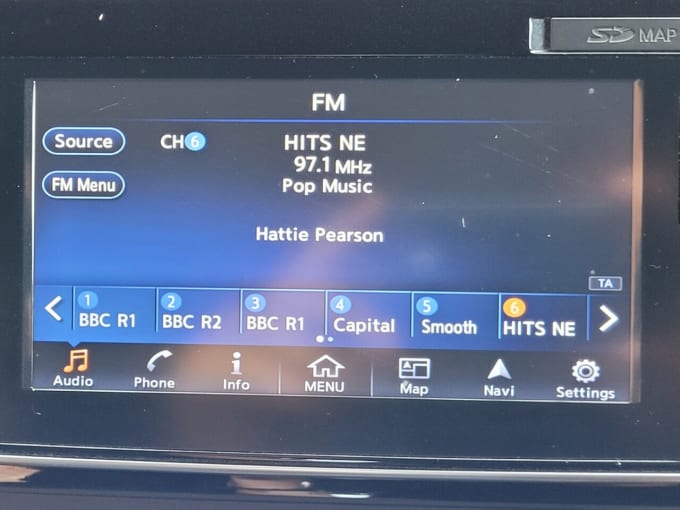 SD MAP
FM
Source
CH6
HITS NE
97.1 MHz
FM Menu
Pop Music
Hattie Pearson
TA
1 BBC R1
2 BBC R2
3 BBC R1
4 Capital
5 Smooth
6 HITS NE
Audio
Phone
Info
MENU
Map
Navi
Settings